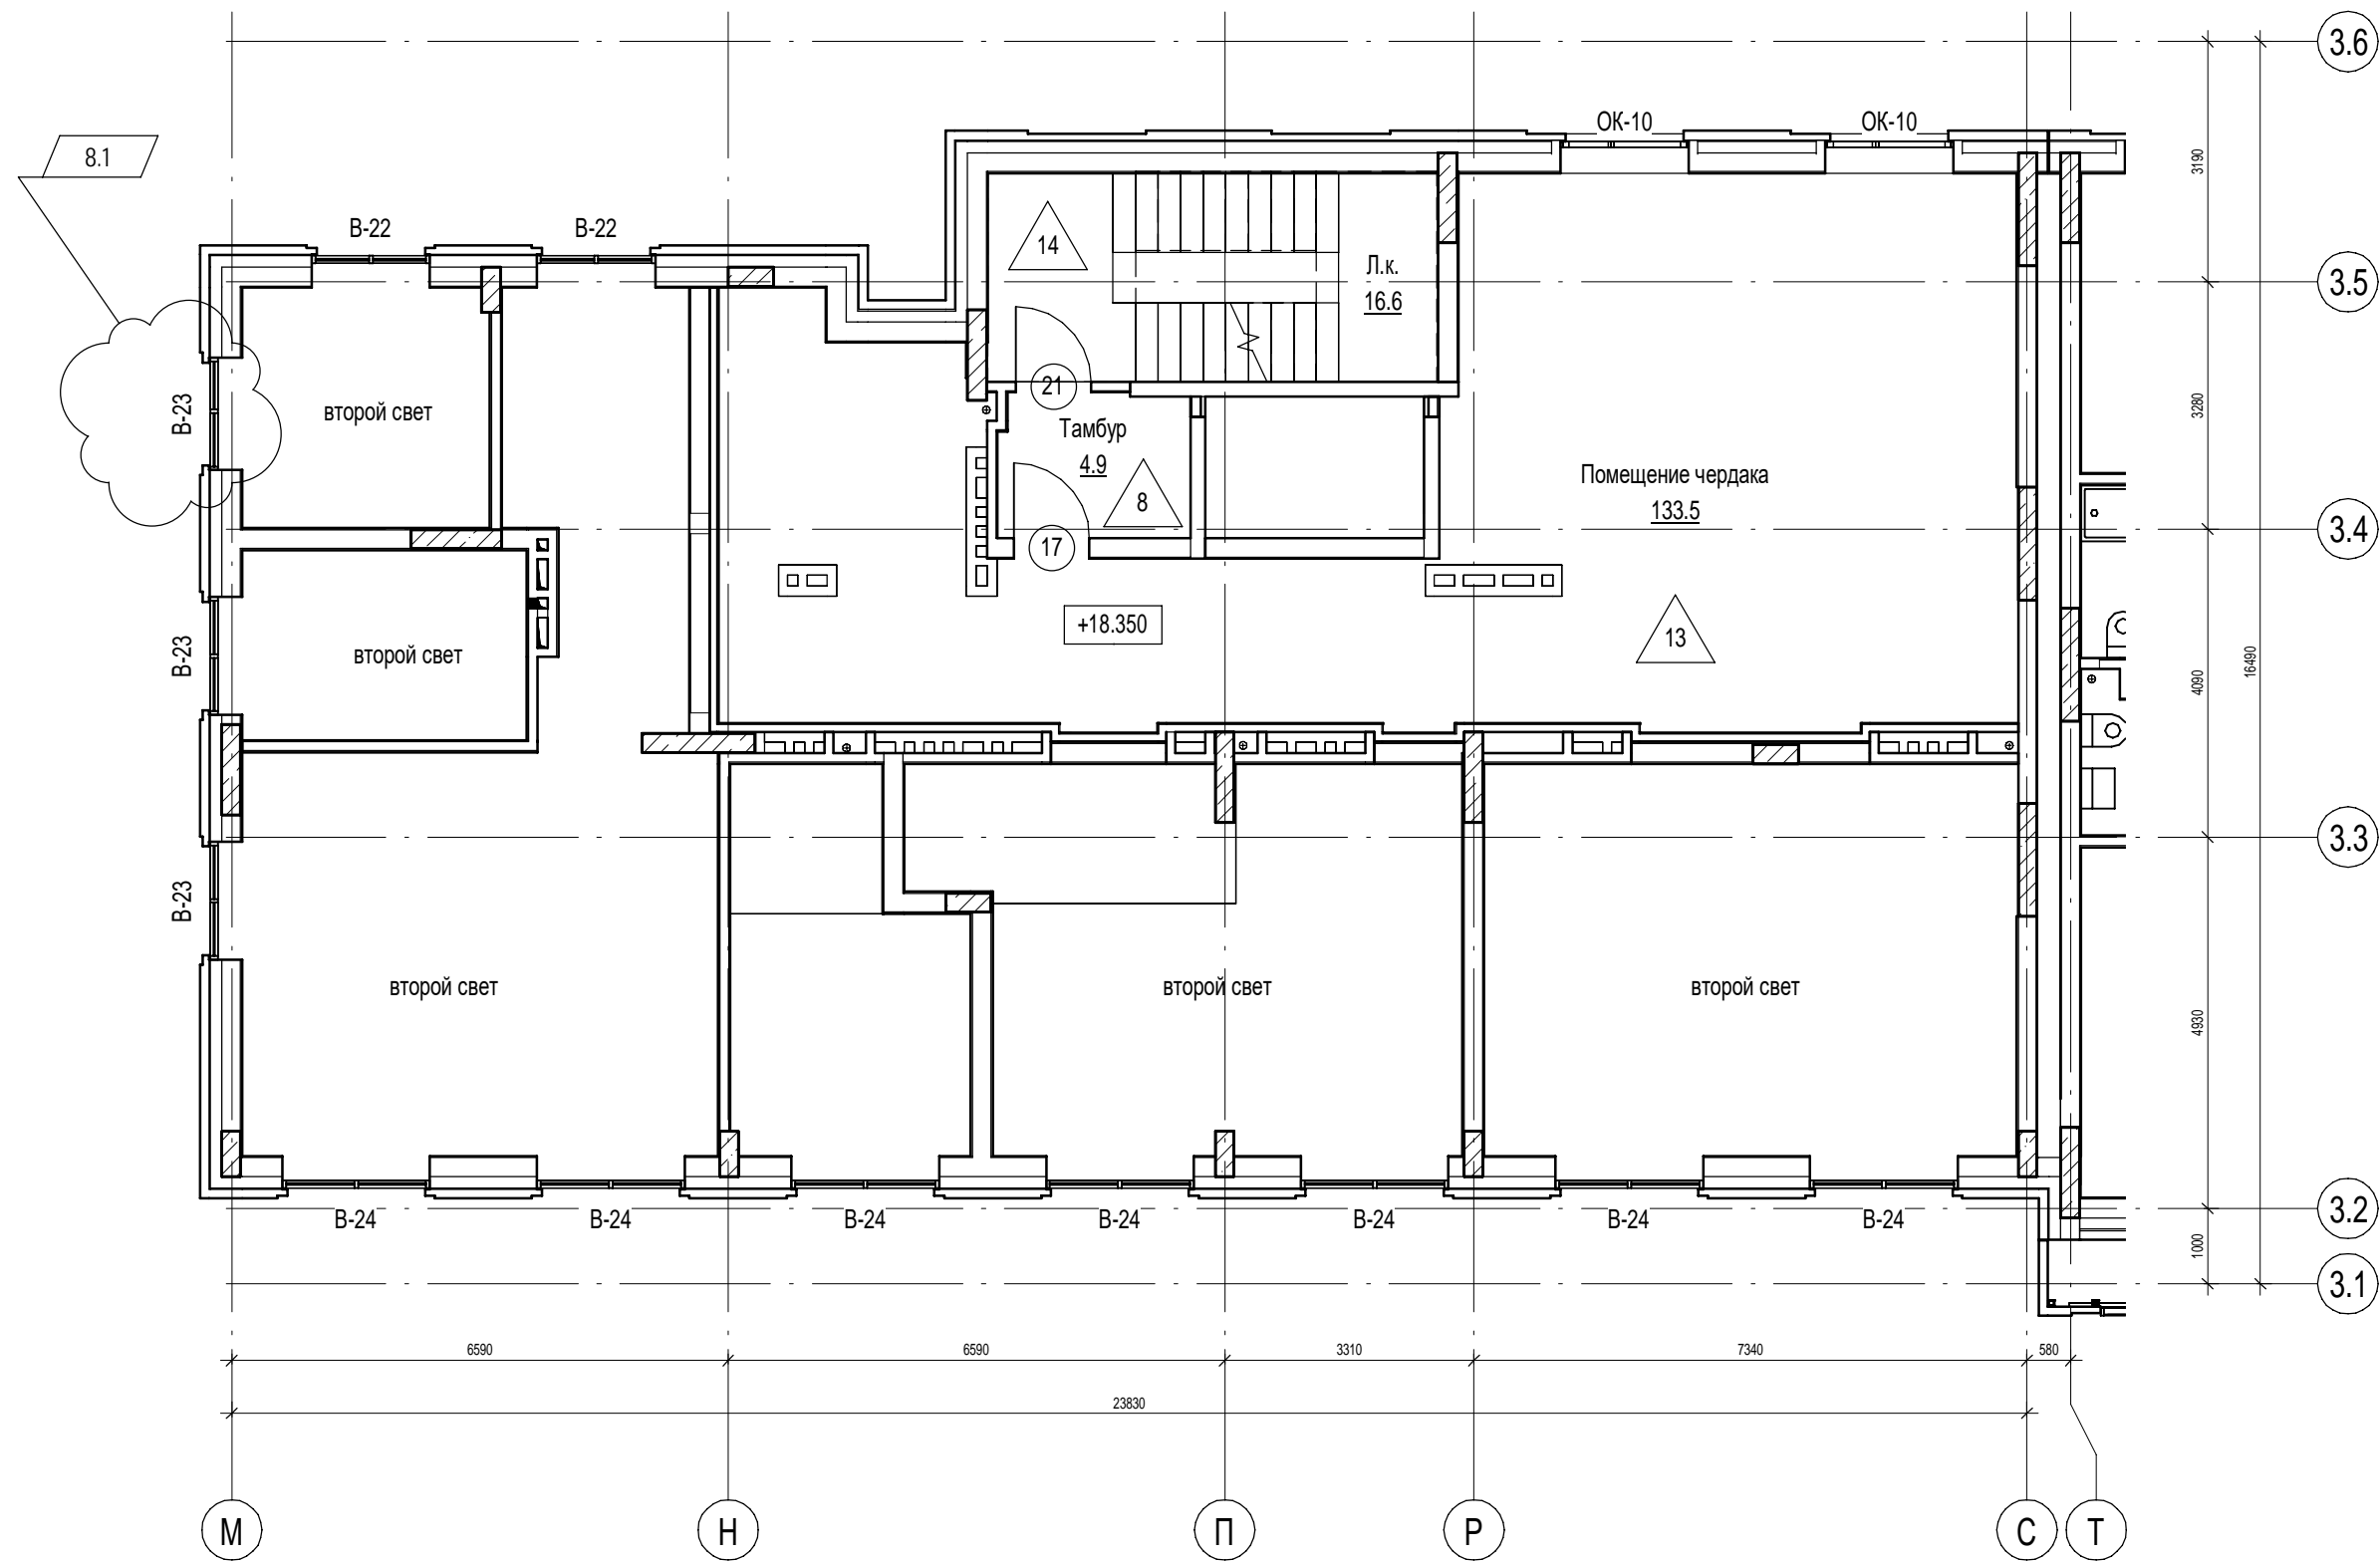 3.6
ОК-10
ОК-10
8.1
3190
В-22
В-22
14
Л.к.
16.6
3.5
21
В-23
второй свет
3280
Тамбур
4.9
8
Помещение чердака
133.5
17
3.4
+18.350
13
В-23
второй свет
4090
16490
3.3
В-23
второй свет
второй свет
второй свет
4930
В-24
В-24
В-24
В-24
В-24
В-24
В-24
3.2
1000
3.1
6590
6590
3310
7340
580
23830
М
Н
П
Р
С
Т